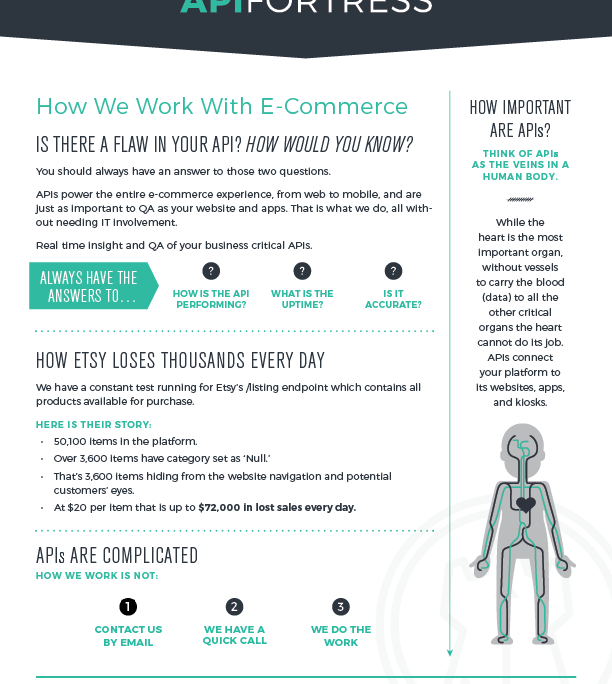 APIFORTRESS
How We Work With E-Commerce
IS THERE A FLAW IN YOUR API? HOW WOULD YOU KNOW?
You should always have an answer to those two questions.
APIs power the entire e-commerce experience, from web to mobile, and are
just as important to QA as your website and apps. That is what we do, all with-
out needing IT involvement.
Real time insight and QA of your business critical APIs.
ALWAYS HAVE THE
ANSWERS TO...
?
HOW IS THE API
PERFORMING?
?
WHAT IS THE
UPTIME?
?
IS IT
ACCURATE?
HOW ETSY LOSES THOUSANDS EVERY DAY
We have a constant test running for Etsy's /listing endpoint which contains all
products available for purchase.
HERE IS THEIR STORY:
• 50,100 items in the platform.
• Over 3,600 items have category set as 'Null.'
• That's 3,600 items hiding from the website navigation and potential
customers' eyes.
• At $20 per item that is up to $72,000 in lost sales every day.
APIs ARE COMPLICATED
HOW WE WORK IS NOT:
1
CONTACT US
BY EMAIL
2
WE HAVE A
QUICK CALL
3
WE DO THE
WORK
HOW IMPORTANT
ARE APIs?
THINK OF APIs
AS THE VEINS IN A
HUMAN BODY.
While the
heart is the most
important organ,
without vessels
to carry the blood
(data) to all the
other critical
organs the heart
cannot do its job.
APIs connect
your platform to
its websites, apps,
and kiosks.